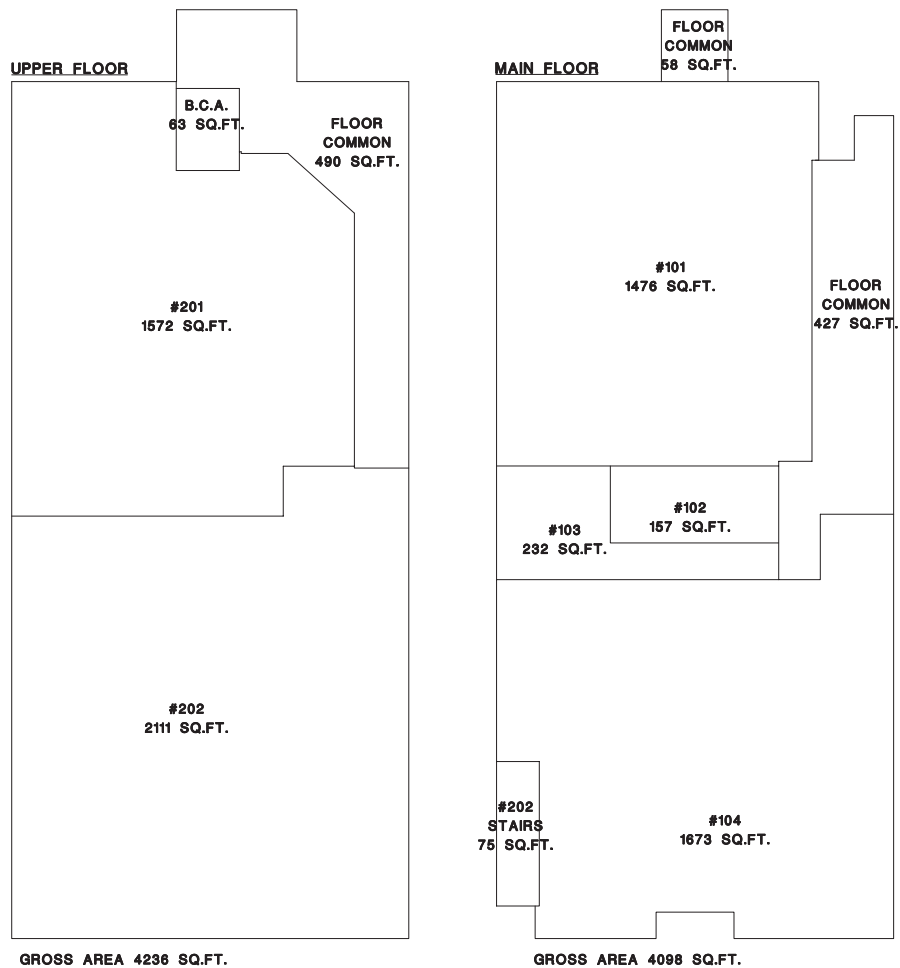 UPPER FLOOR
B.C.A.
63 SQ.FT.
FLOOR
COMMON
490 SQ.FT.
#201
1572 SQ.FT.
#202
2111 SQ.FT.
GROSS AREA 4236 SQ.FT.
MAIN FLOOR
FLOOR
COMMON
58 SQ.FT.
#101
1476 SQ.FT.
FLOOR
COMMON
427 SQ.FT.
#102
157 SQ.FT.
#103
232 SQ.FT.
#202
STAIRS
75 SQ.FT.
#104
1673 SQ.FT.
GROSS AREA 4098 SQ.FT.